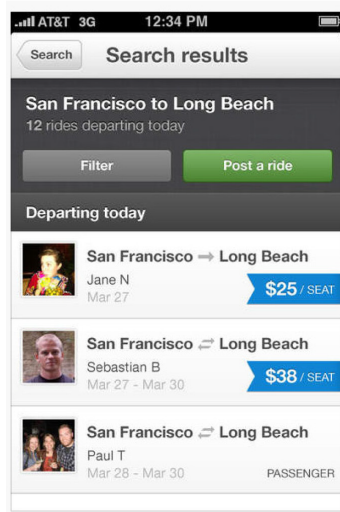 AT&T 3G 12:34 PM
Search Search results
San Francisco to Long Beach
12 rides departing today
Filter Post a ride
Departing today
San Francisco → Long Beach
Jane N
Mar 27
$25 / SEAT
San Francisco ⇄ Long Beach
Sebastian B
Mar 27 - Mar 30
$38 / SEAT
San Francisco ⇄ Long Beach
Paul T
Mar 28 - Mar 30
PASSENGER